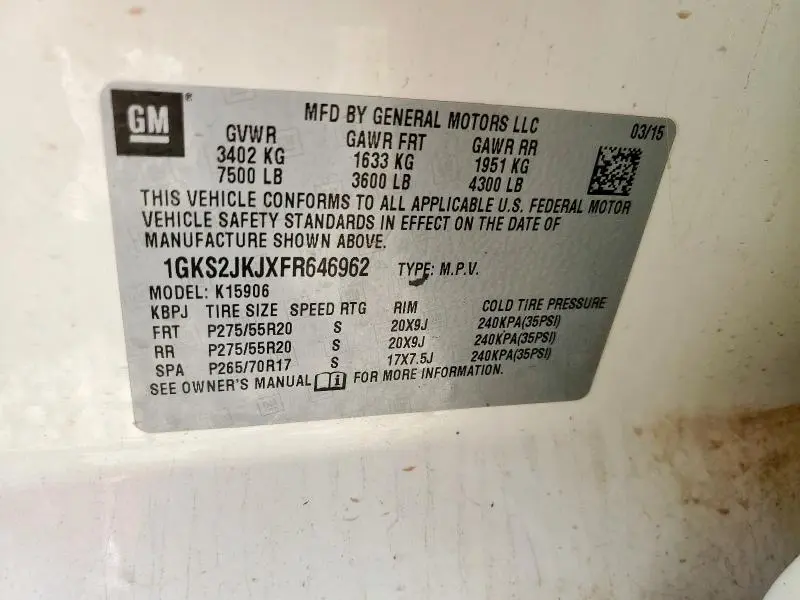 GM®
MFD BY GENERAL MOTORS LLC 03/15
GVWR GAWR FRT GAWR RR
3402 KG 1633 KG 1951 KG
7500 LB 3600 LB 4300 LB
THIS VEHICLE CONFORMS TO ALL APPLICABLE U.S. FEDERAL MOTOR
VEHICLE SAFETY STANDARDS IN EFFECT ON THE DATE OF
MANUFACTURE SHOWN ABOVE.
1GKS2JKJXFR646962 TYPE: M.P.V.
MODEL: K15906
KBPJ TIRE SIZE SPEED RTG RIM COLD TIRE PRESSURE
FRT P275/55R20 S 20X9J 240KPA(35PSI)
RR P275/55R20 S 20X9J 240KPA(35PSI)
SPA P265/70R17 S 17X7.5J 240KPA(35PSI)
SEE OWNER'S MANUAL FOR MORE INFORMATION.